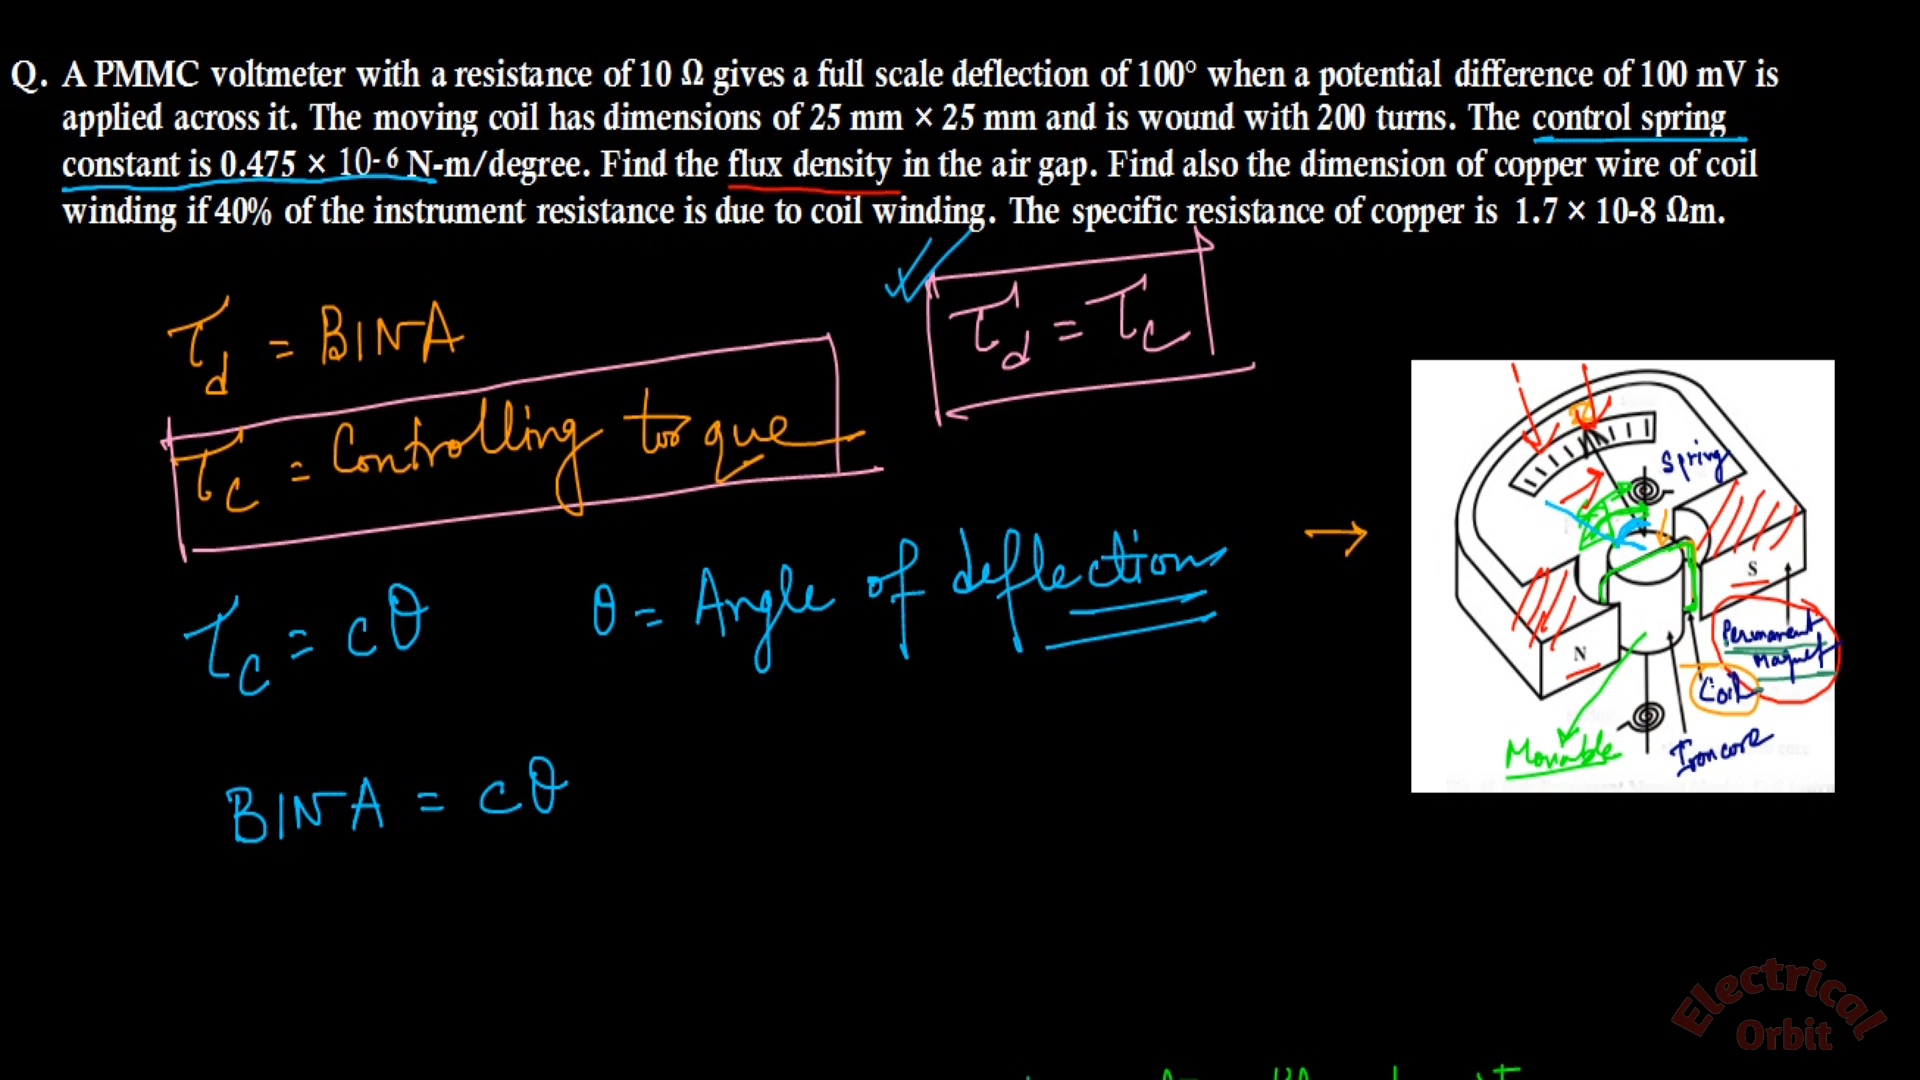 Q. A PMMC voltmeter with a resistance of 10 Ω gives a full scale deflection of 100° when a potential difference of 100 mV is
applied across it. The moving coil has dimensions of 25 mm × 25 mm and is wound with 200 turns. The control spring
constant is 0.475 × 10-6 N-m/degree. Find the flux density in the air gap. Find also the dimension of copper wire of coil
winding if 40% of the instrument resistance is due to coil winding. The specific resistance of copper is 1.7 × 10-8 Ωm.
τd = BINA
τd = τc
τc = Controlling torque
τc = cθ θ = Angle of deflections
BINA = cθ
Spring
S
N
Permanent
Magnet
Coil
Movable
Iron core
Electrical
Orbit